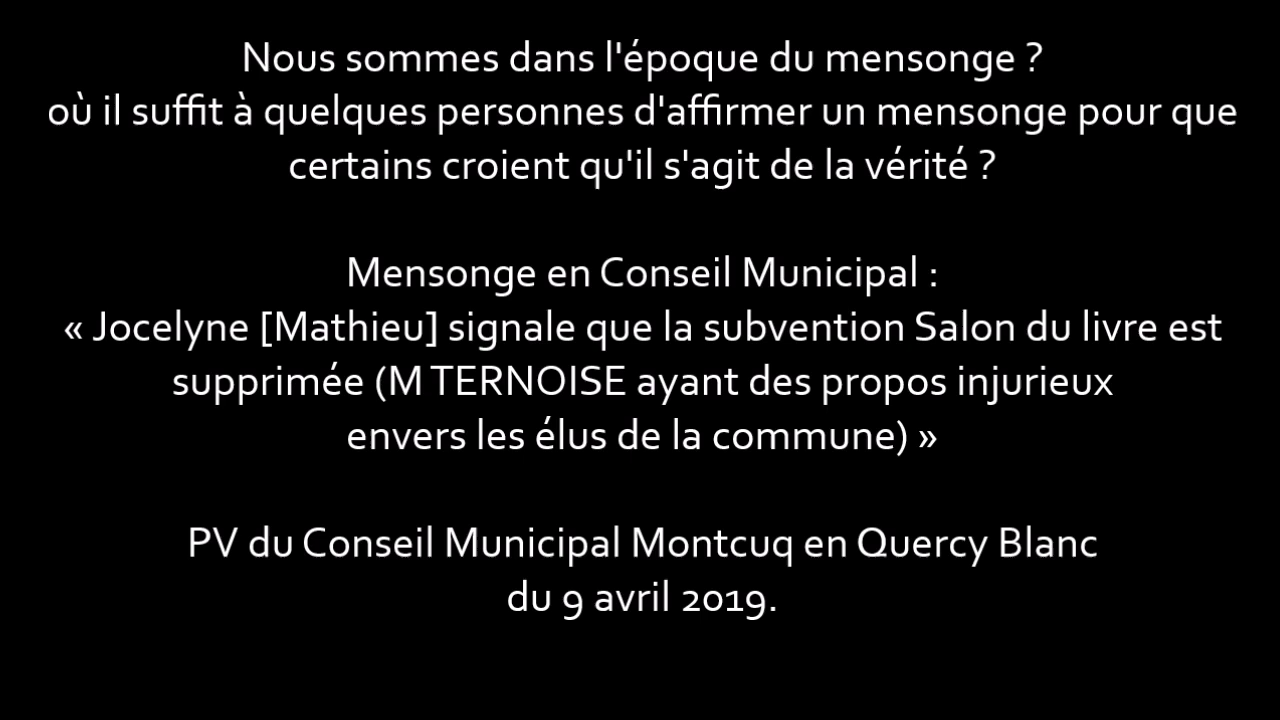 Nous sommes dans l'époque du mensonge ?
où il suffit à quelques personnes d'affirmer un mensonge pour que
certains croient qu'il s'agit de la vérité ?
Mensonge en Conseil Municipal :
« Jocelyne [Mathieu] signale que la subvention Salon du livre est
supprimée (M TERNOISE ayant des propos injurieux
envers les élus de la commune) »
PV du Conseil Municipal Montcuq en Quercy Blanc
du 9 avril 2019.